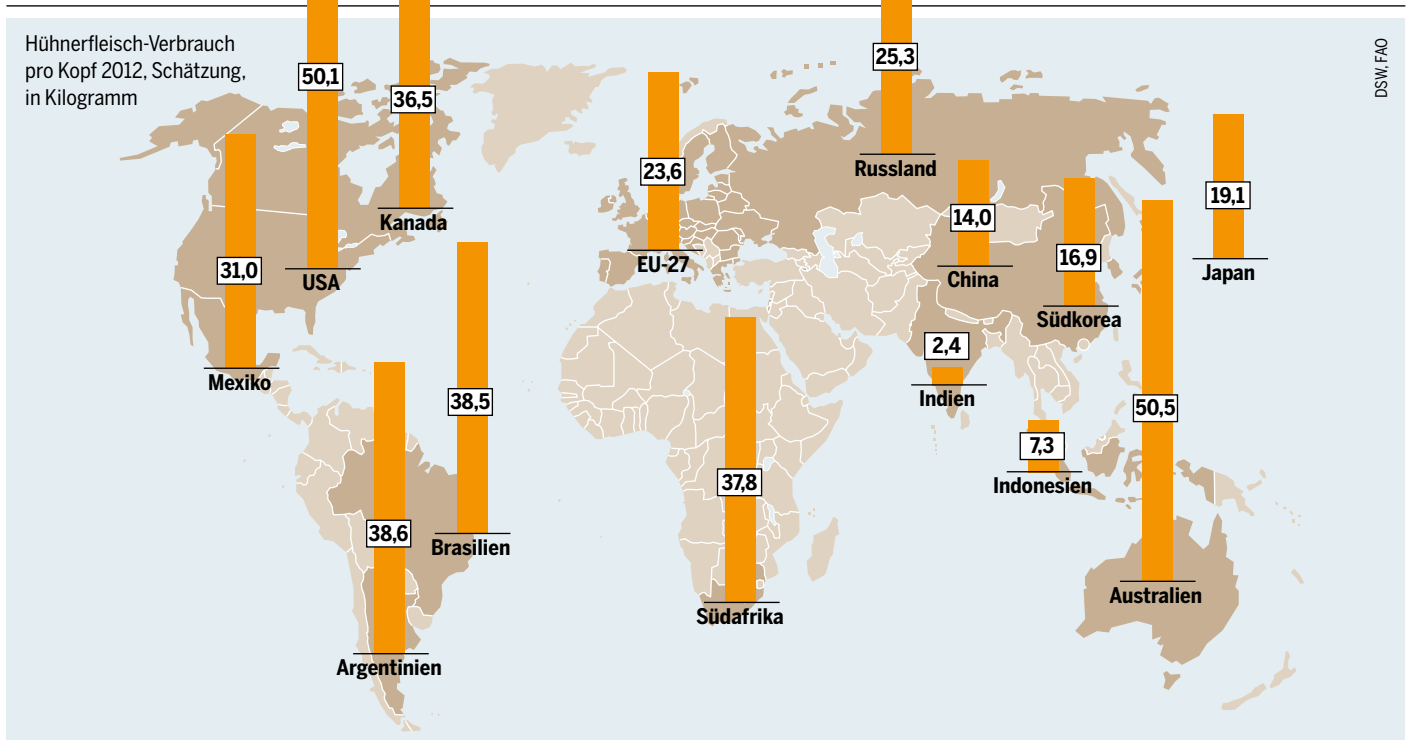 Hühnerfleisch-Verbrauch
pro Kopf 2012, Schätzung,
in Kilogramm
DSW, FAO
50,1
USA
36,5
Kanada
31,0
Mexiko
38,6
Argentinien
38,5
Brasilien
23,6
EU-27
37,8
Südafrika
25,3
Russland
14,0
China
16,9
Südkorea
19,1
Japan
2,4
Indien
7,3
Indonesien
50,5
Australien